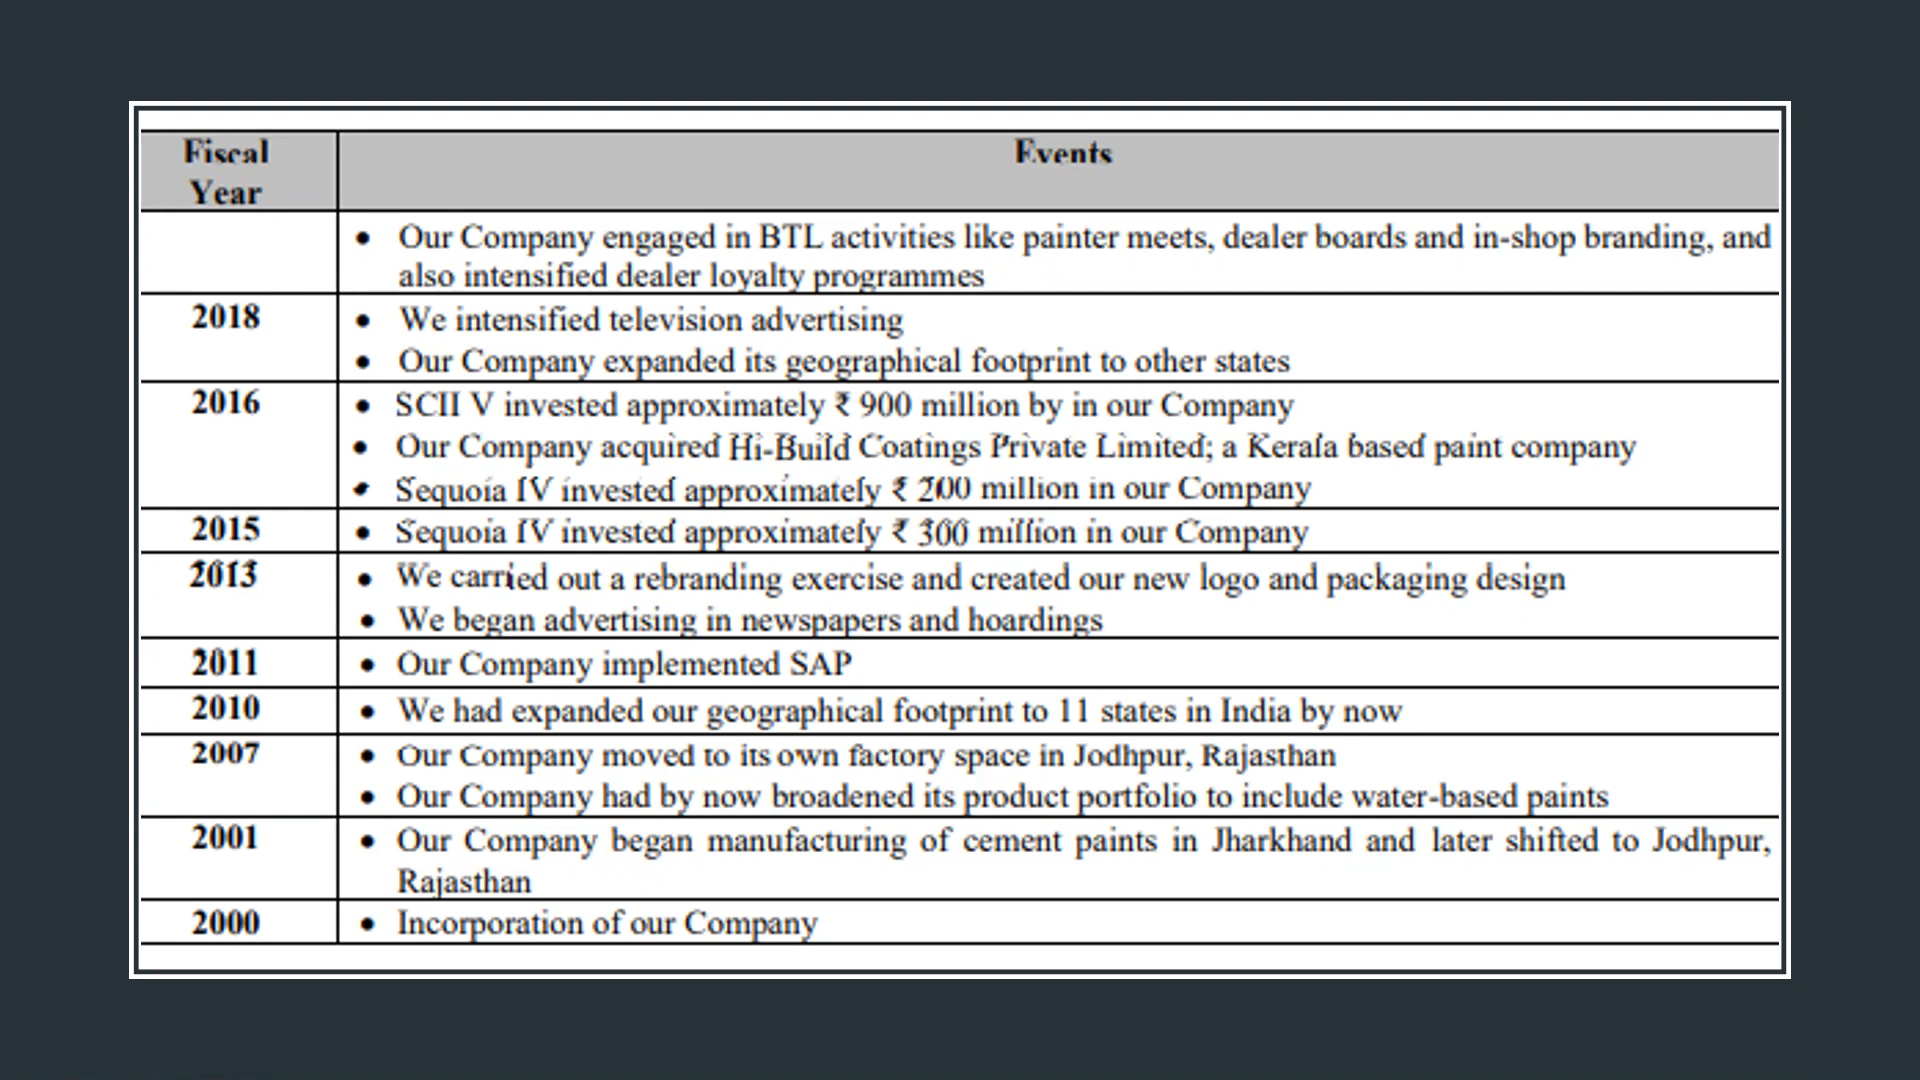 Fiscal
Year
Events
• Our Company engaged in BTL activities like painter meets, dealer boards and in-shop branding, and
also intensified dealer loyalty programmes
2018
• We intensified television advertising
• Our Company expanded its geographical footprint to other states
2016
• SCII V invested approximately ₹ 900 million by in our Company
• Our Company acquired Hi-Build Coatings Private Limited; a Kerala based paint company
• Sequoia IV invested approximately ₹ 200 million in our Company
2015
• Sequoia IV invested approximately ₹ 300 million in our Company
2013
• We carried out a rebranding exercise and created our new logo and packaging design
• We began advertising in newspapers and hoardings
2011
• Our Company implemented SAP
2010
• We had expanded our geographical footprint to 11 states in India by now
2007
• Our Company moved to its own factory space in Jodhpur, Rajasthan
• Our Company had by now broadened its product portfolio to include water-based paints
2001
• Our Company began manufacturing of cement paints in Jharkhand and later shifted to Jodhpur,
Rajasthan
2000
• Incorporation of our Company